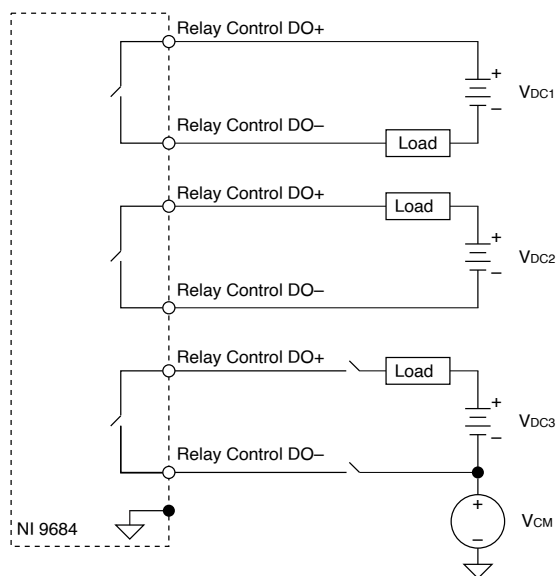 Relay Control DO+
+
VDC1
–
Relay Control DO–
Load
Relay Control DO+
Load
+
VDC2
–
Relay Control DO–
Relay Control DO+
Load
+
VDC3
–
Relay Control DO–
+
VCM
–
NI 9684